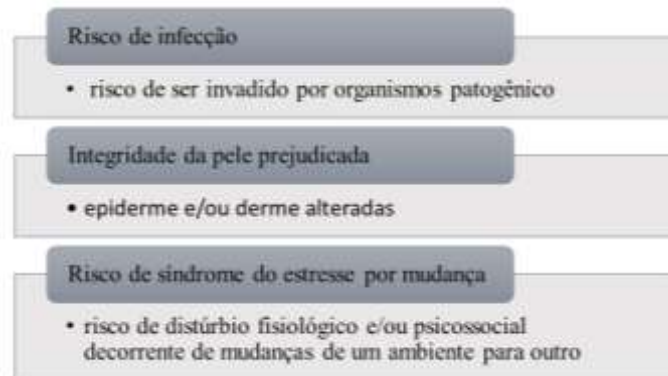 Risco de infecção
• risco de ser invadido por organismos patogênico
Integridade da pele prejudicada
• epiderme e/ou derme alteradas
Risco de síndrome do estresse por mudança
• risco de distúrbio fisiológico e/ou psicossocial
decorrente de mudanças de um ambiente para outro